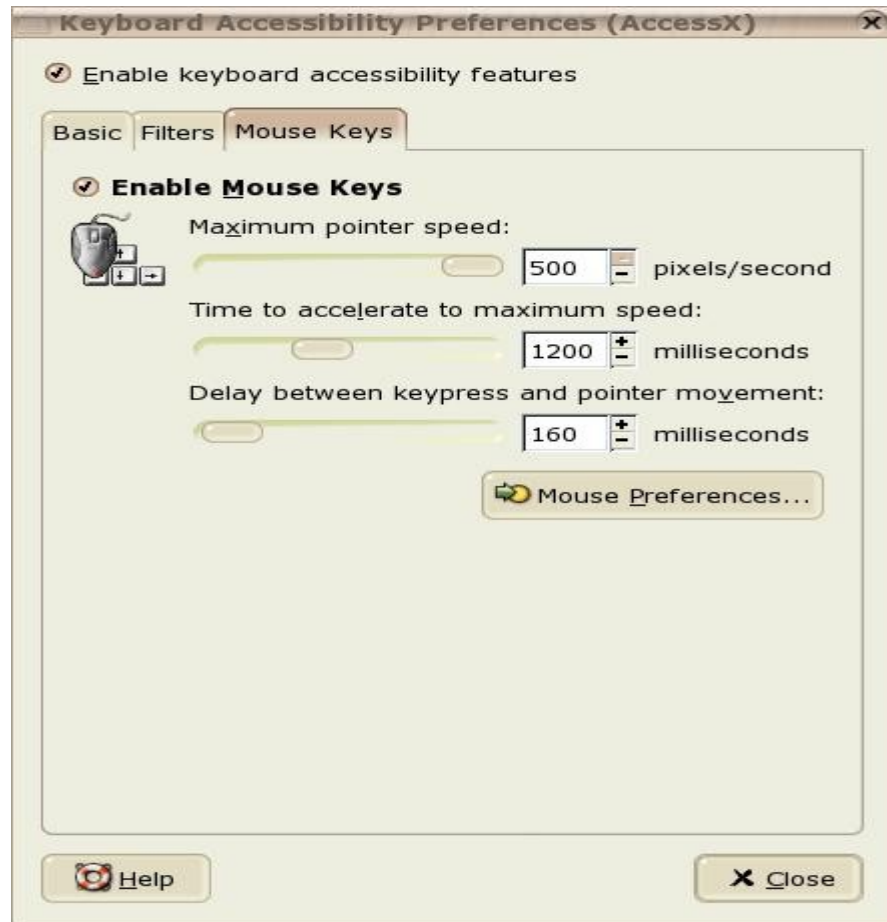 Keyboard Accessibility Preferences (AccessX)
Enable keyboard accessibility features
Basic Filters Mouse Keys
Enable Mouse Keys
Maximum pointer speed:
500 pixels/second
Time to accelerate to maximum speed:
1200 milliseconds
Delay between keypress and pointer movement:
160 milliseconds
Mouse Preferences...
Help Close